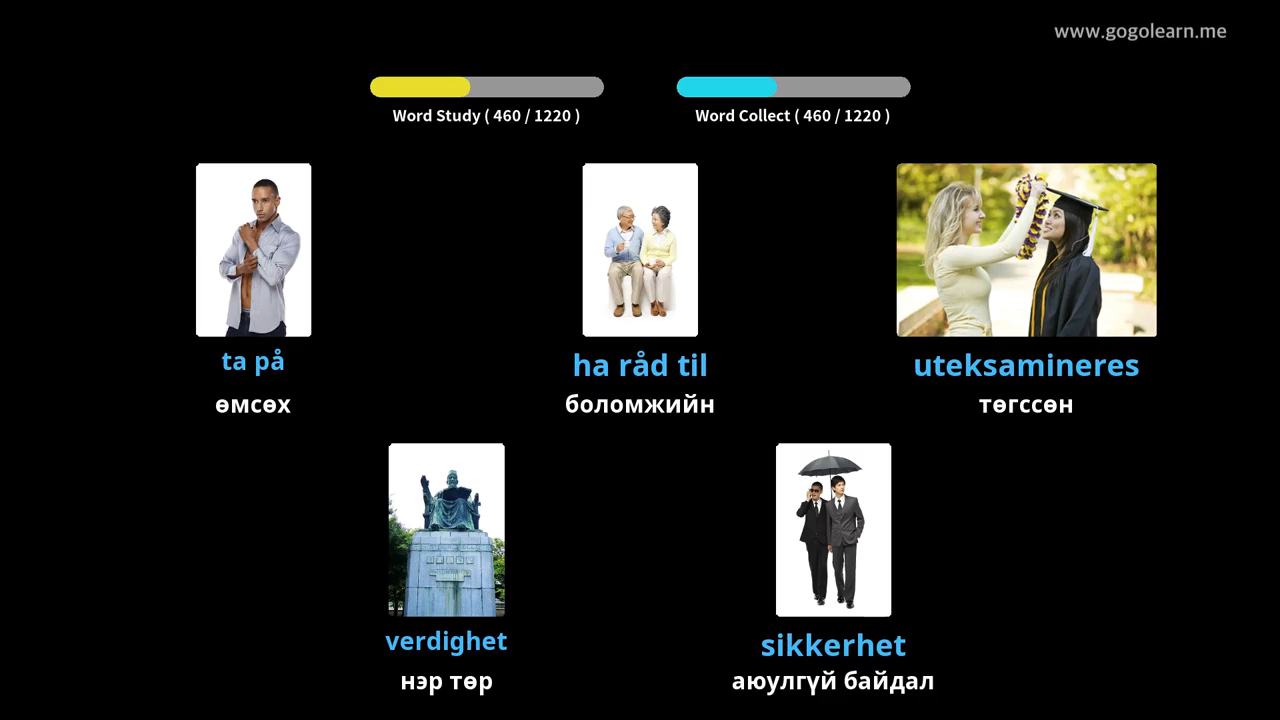 www.gogolearn.me
Word Study ( 460 / 1220 )
Word Collect ( 460 / 1220 )
ta på
ha råd til
uteksamineres
өмсөх
боломжийн
төгссөн
verdighet
sikkerhet
нэр төр
аюулгүй байдал